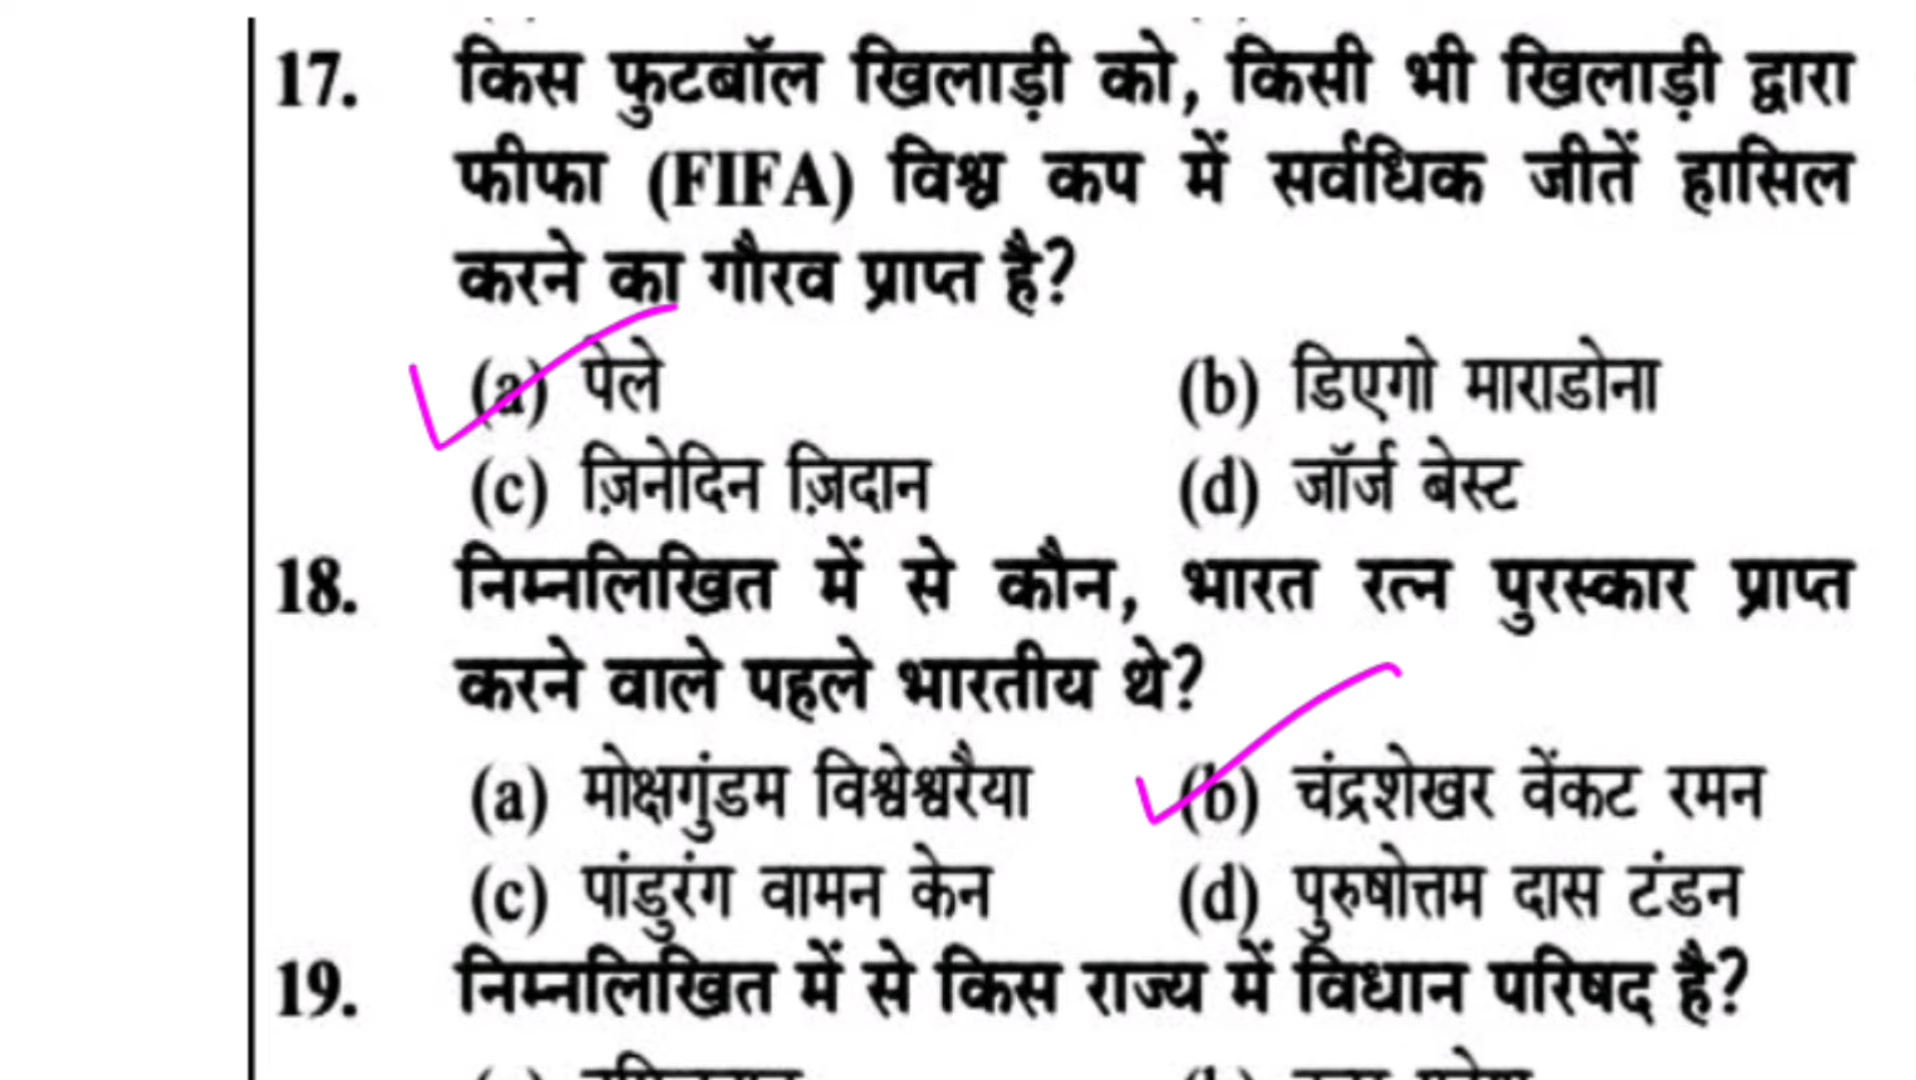 17. किस फुटबॉल खिलाड़ी को, किसी भी खिलाड़ी द्वारा
फीफा (FIFA) विश्व कप में सर्वधिक जीतें हासिल
करने का गौरव प्राप्त है?
(a) पेले (b) डिएगो माराडोना
(c) ज़िनेदिन ज़िदान (d) जॉर्ज बेस्ट
18. निम्नलिखित में से कौन, भारत रत्न पुरस्कार प्राप्त
करने वाले पहले भारतीय थे?
(a) मोक्षगुंडम विश्वेश्वरैया (b) चंद्रशेखर वेंकट रमन
(c) पांडुरंग वामन केन (d) पुरुषोत्तम दास टंडन
19. निम्नलिखित में से किस राज्य में विधान परिषद है?